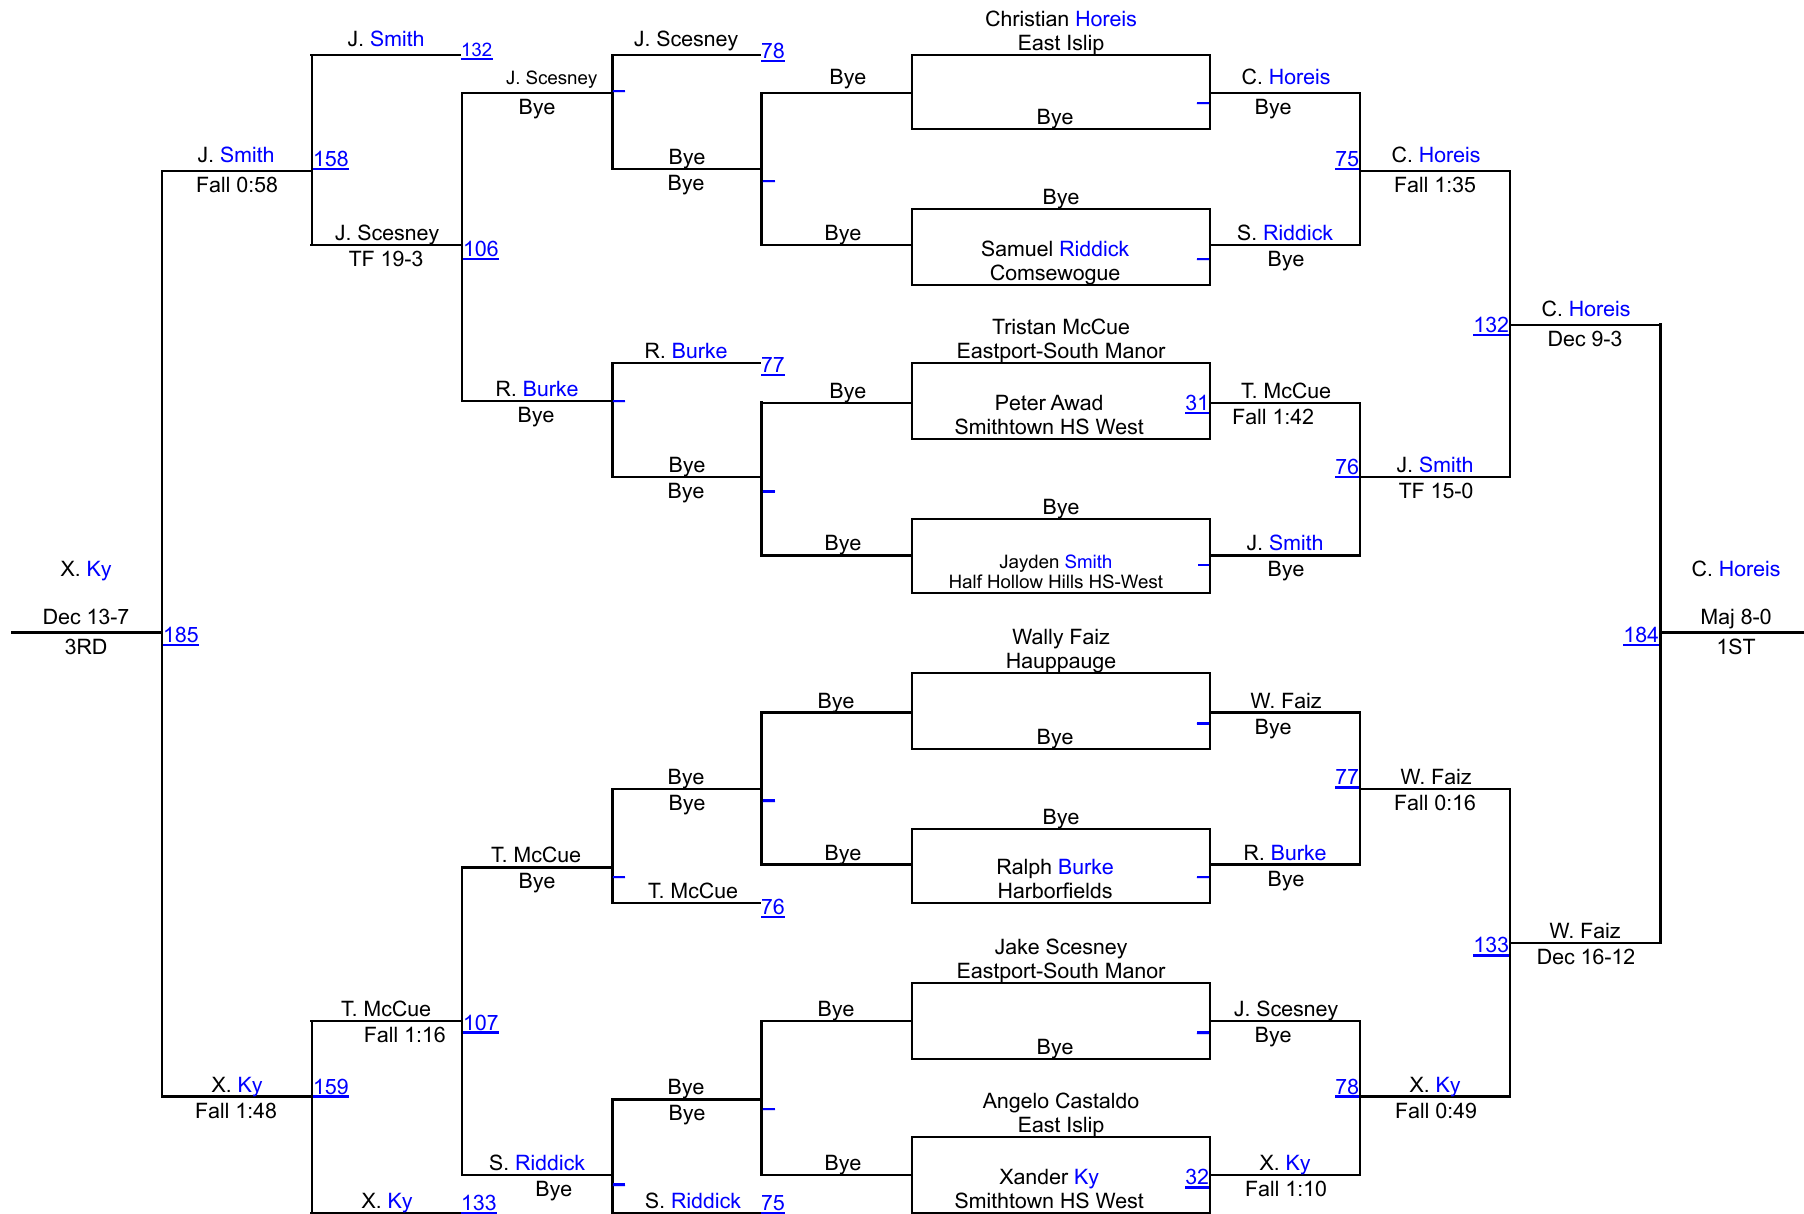 Christian Horeis
East Islip
J. Smith
132
J. Scesney
78
J. Scesney
Bye
Bye
C. Horeis
Bye
Bye
J. Smith
158
Fall 0:58
Bye
Bye
75
C. Horeis
Fall 1:35
Bye
J. Scesney
TF 19-3
106
Bye
Samuel Riddick
Comsewogue
S. Riddick
Bye
C. Horeis
132
Dec 9-3
Tristan McCue
Eastport-South Manor
R. Burke
77
R. Burke
Bye
Bye
Peter Awad
Smithtown HS West
31
T. McCue
Fall 1:42
Bye
Bye
76
J. Smith
TF 15-0
Bye
Bye
Jayden Smith
Half Hollow Hills HS-West
J. Smith
Bye
X. Ky
Dec 13-7
3RD
185
C. Horeis
184
Maj 8-0
1ST
Wally Faiz
Hauppauge
Bye
Bye
W. Faiz
Bye
Bye
Bye
77
W. Faiz
Fall 0:16
Bye
T. McCue
Bye
Bye
Ralph Burke
Harborfields
R. Burke
Bye
T. McCue
76
133
W. Faiz
Dec 16-12
Jake Scesney
Eastport-South Manor
T. McCue
Fall 1:16
107
Bye
Bye
J. Scesney
Bye
X. Ky
159
Fall 1:48
Bye
Bye
78
X. Ky
Fall 0:49
Angelo Castaldo
East Islip
S. Riddick
Bye
Bye
Xander Ky
Smithtown HS West
32
X. Ky
Fall 1:10
X. Ky
133
S. Riddick
75